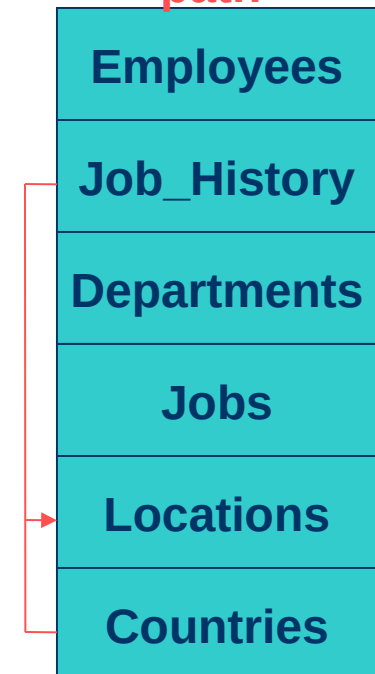 Employees
Job_History
Departments
Jobs
Locations
Countries